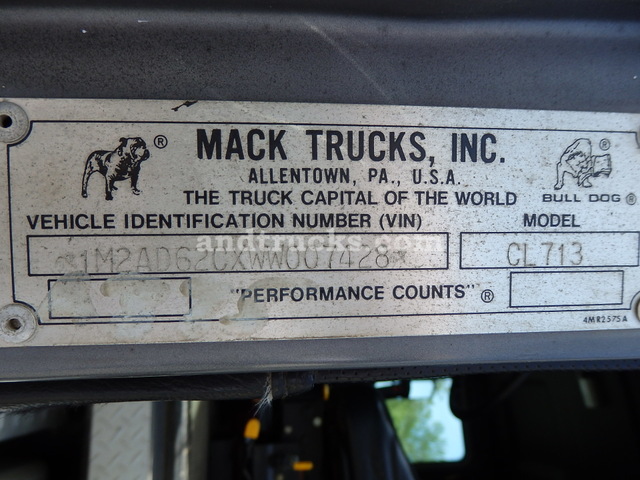 MACK TRUCKS, INC.
ALLENTOWN, PA., U.S.A.
THE TRUCK CAPITAL OF THE WORLD
BULL DOG®
VEHICLE IDENTIFICATION NUMBER (VIN)
MODEL
*1M2AD62CXWW007428*
CL713
andtrucks.com
"PERFORMANCE COUNTS"®
4MR2575A